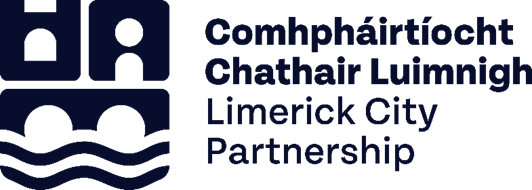 Comhpháirtíocht
Chathair Luimnigh
Limerick City
Partnership